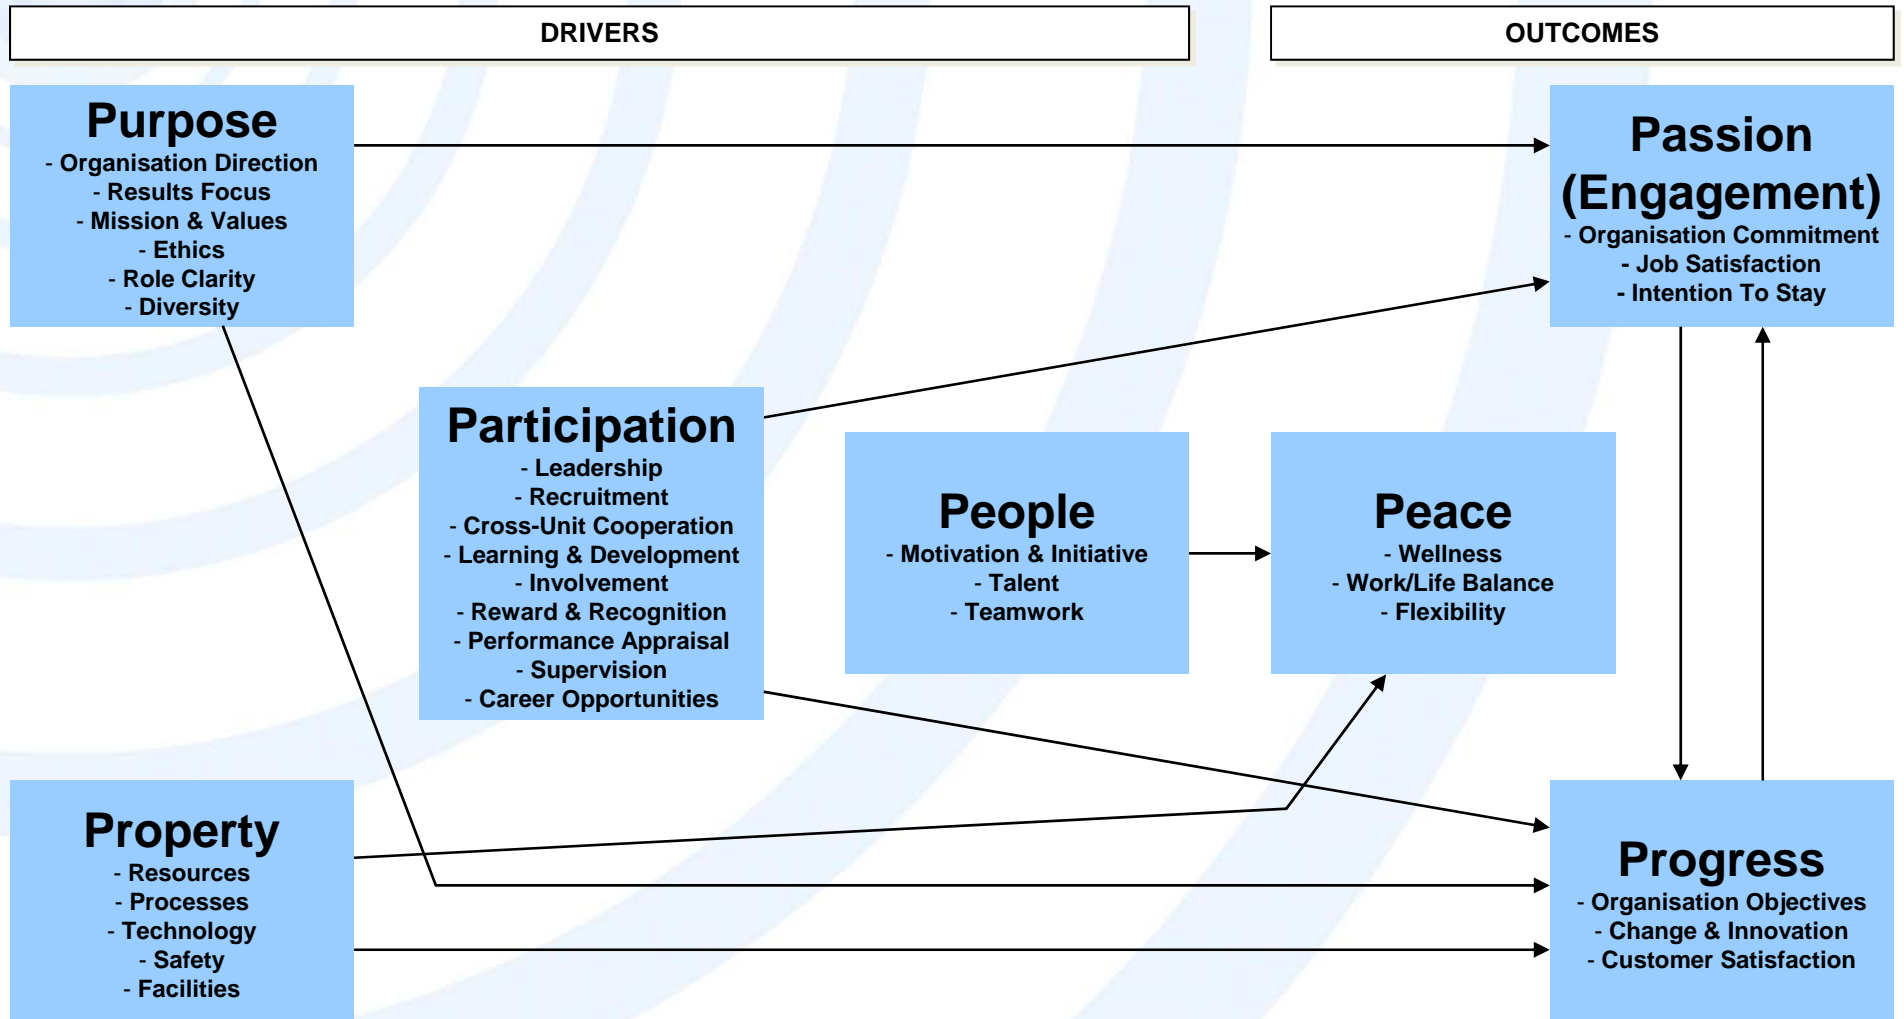 DRIVERS
OUTCOMES
Purpose
- Organisation Direction
- Results Focus
- Mission & Values
- Ethics
- Role Clarity
- Diversity
Passion
(Engagement)
- Organisation Commitment
- Job Satisfaction
- Intention To Stay
Participation
- Leadership
- Recruitment
- Cross-Unit Cooperation
- Learning & Development
- Involvement
- Reward & Recognition
- Performance Appraisal
- Supervision
- Career Opportunities
People
- Motivation & Initiative
- Talent
- Teamwork
Peace
- Wellness
- Work/Life Balance
- Flexibility
Property
- Resources
- Processes
- Technology
- Safety
- Facilities
Progress
- Organisation Objectives
- Change & Innovation
- Customer Satisfaction